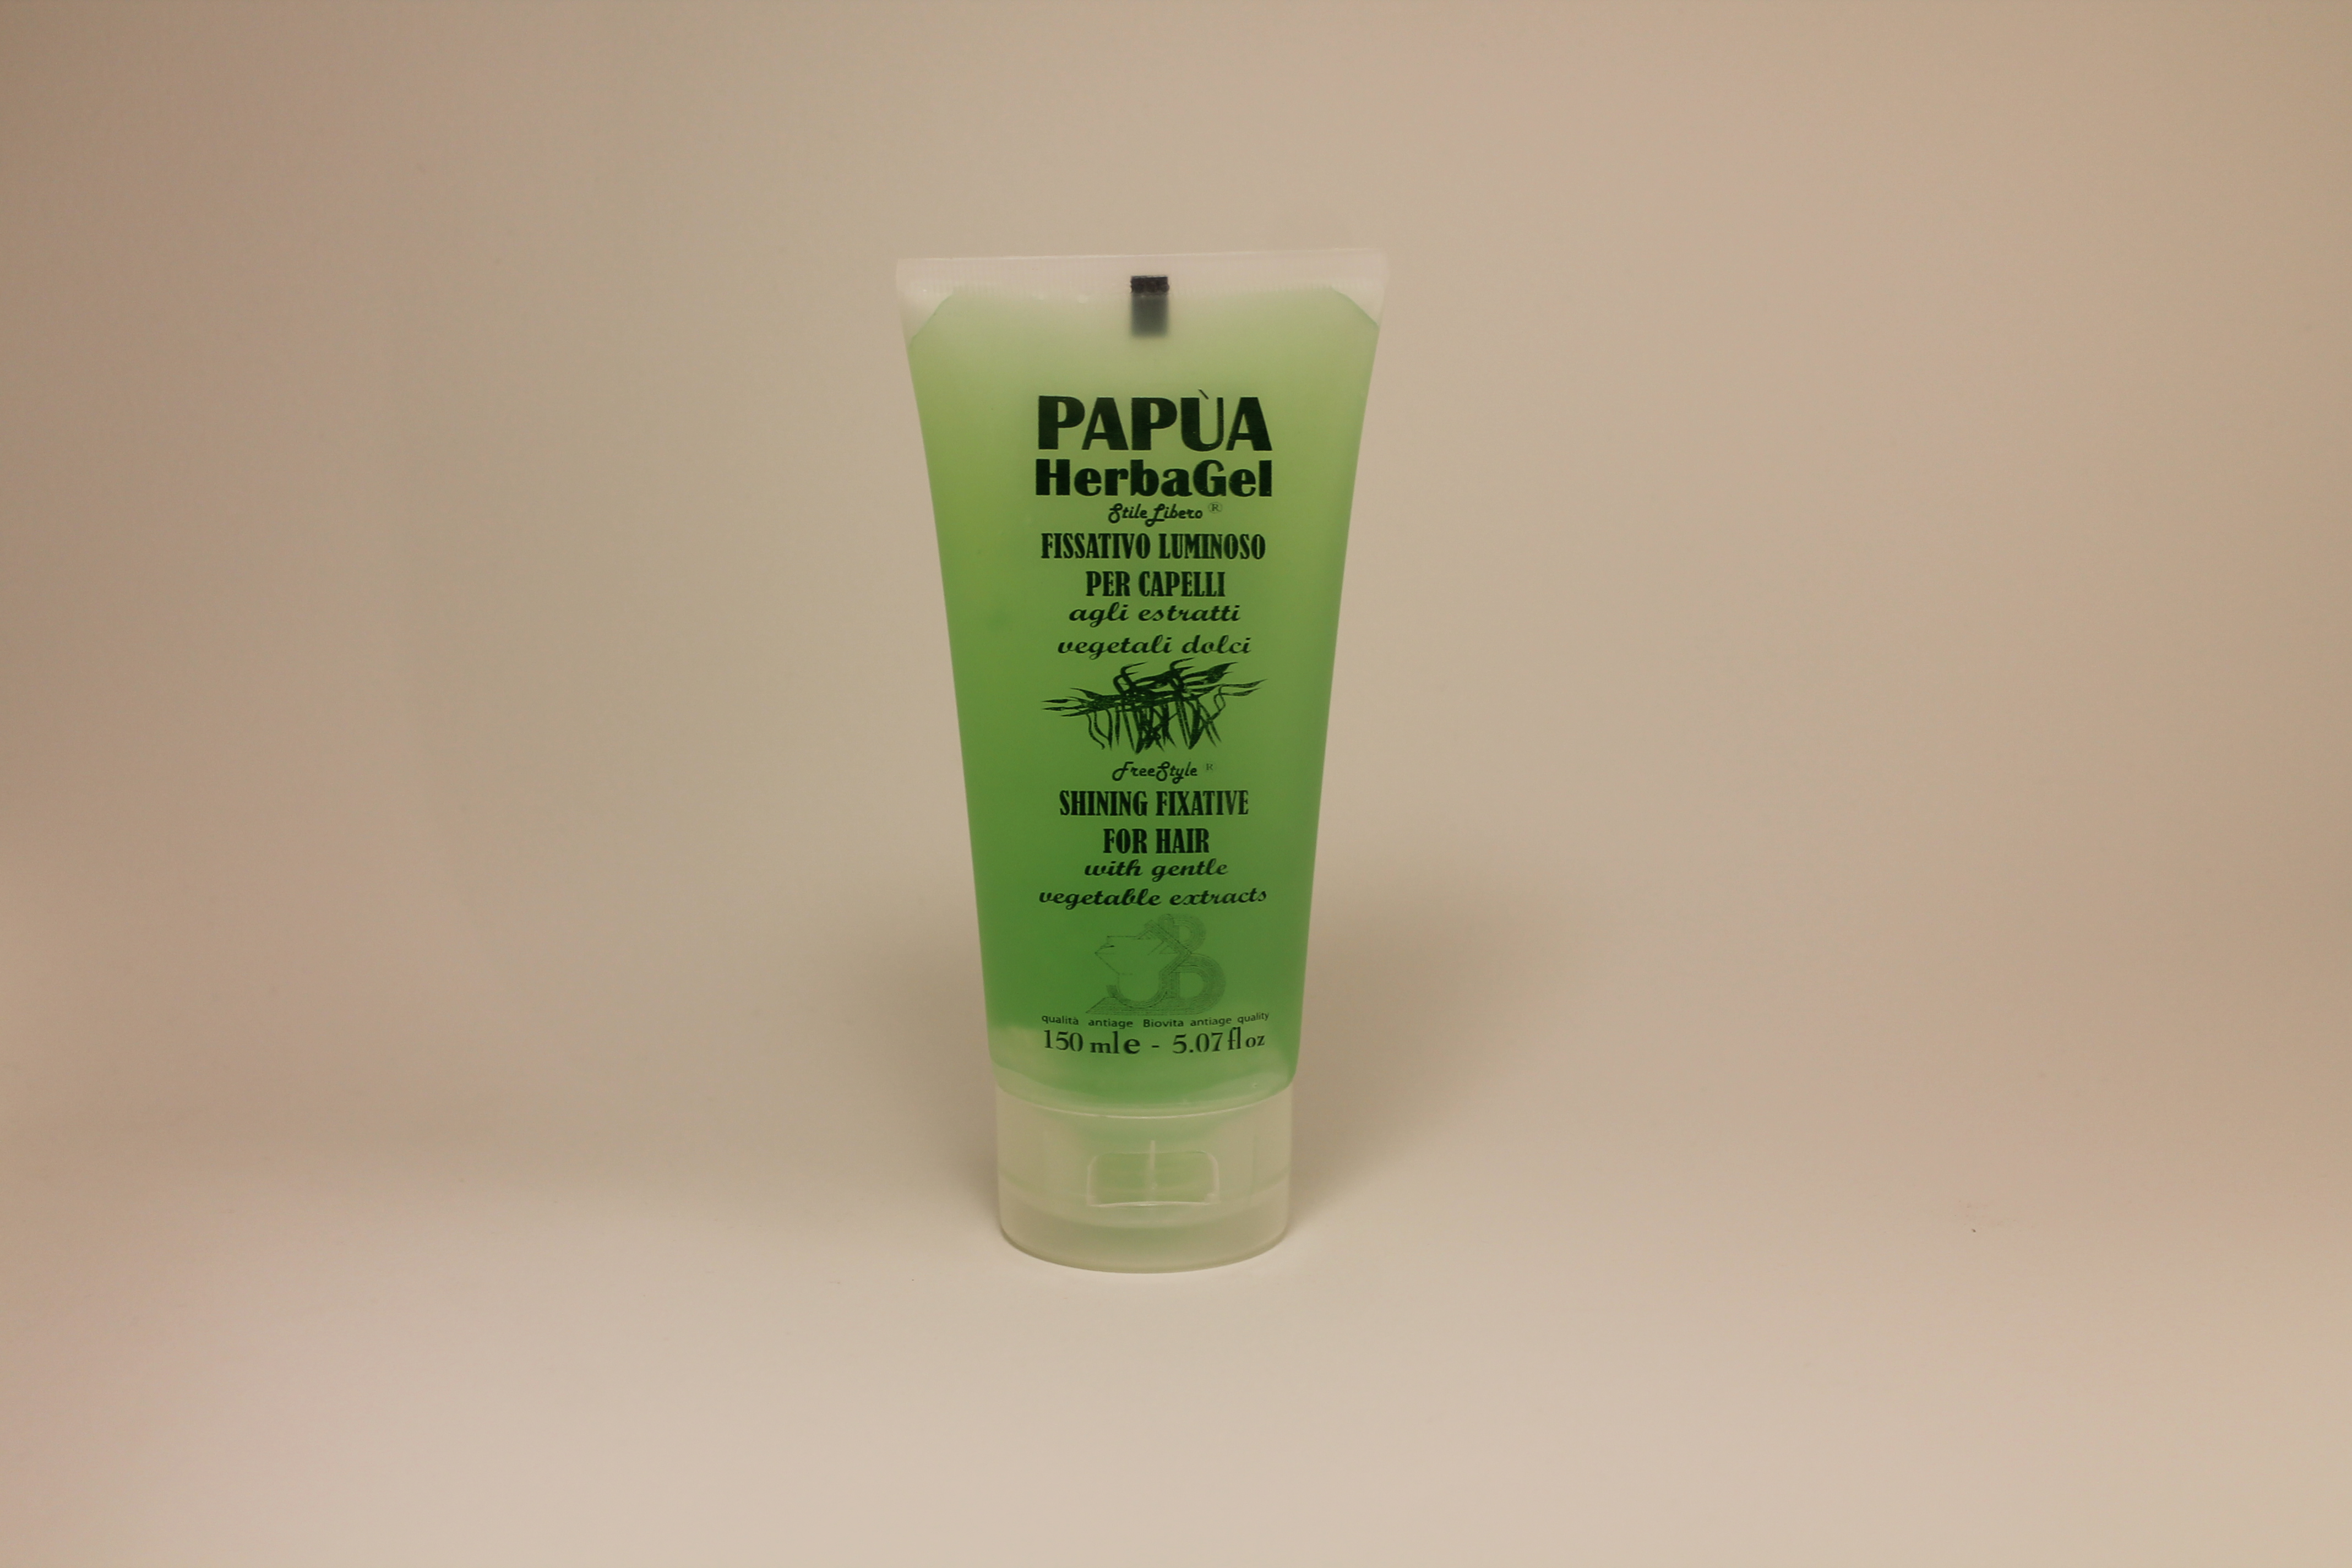 PAPÙA
HerbaGel
Stile Libero ®
FISSATIVO LUMINOSO
PER CAPELLI
agli estratti
vegetali dolci
FreeStyle ®
SHINING FIXATIVE
FOR HAIR
with gentle
vegetable extracts
qualità antiage Biovita antiage quality
150 ml e - 5.07 fl oz